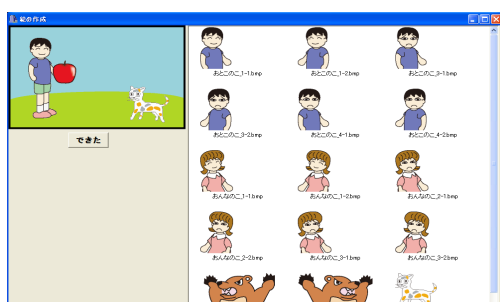 絵の作成
できた
おとこのこ_1-1.bmp
おとこのこ_1-2.bmp
おとこのこ_3-1.bmp
おとこのこ_3-2.bmp
おとこのこ_4-1.bmp
おとこのこ_4-2.bmp
おんなのこ_1-1.bmp
おんなのこ_1-2.bmp
おんなのこ_2-1.bmp
おんなのこ_2-2.bmp
おんなのこ_3-1.bmp
おんなのこ_3-2.bmp